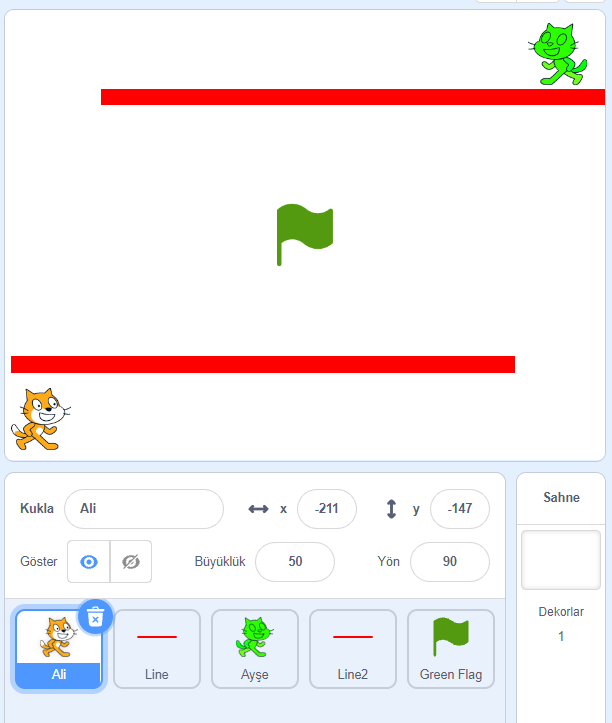 Kukla Ali x -211 y -147
Göster Büyüklük 50 Yön 90
Sahne
Dekorlar
1
Ali Line Ayşe Line2 Green Flag